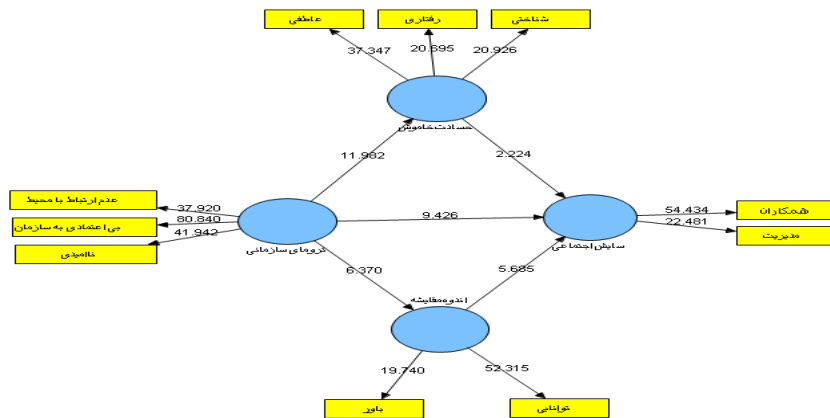 عاطفی
رفتاری
شناختی
37.347
20.695
20.926
حسادت خاموش
11.982
2.224
عدم ارتباط با محیط
37.920
بی اعتمادی به سازمان
80.840
ناامیدی
41.942
ترومای سازمانی
9.426
سایش اجتماعی
54.434
همکاران
22.481
مدیریت
6.370
5.685
اندوه مقایسه
19.740
52.315
باور
توانایی